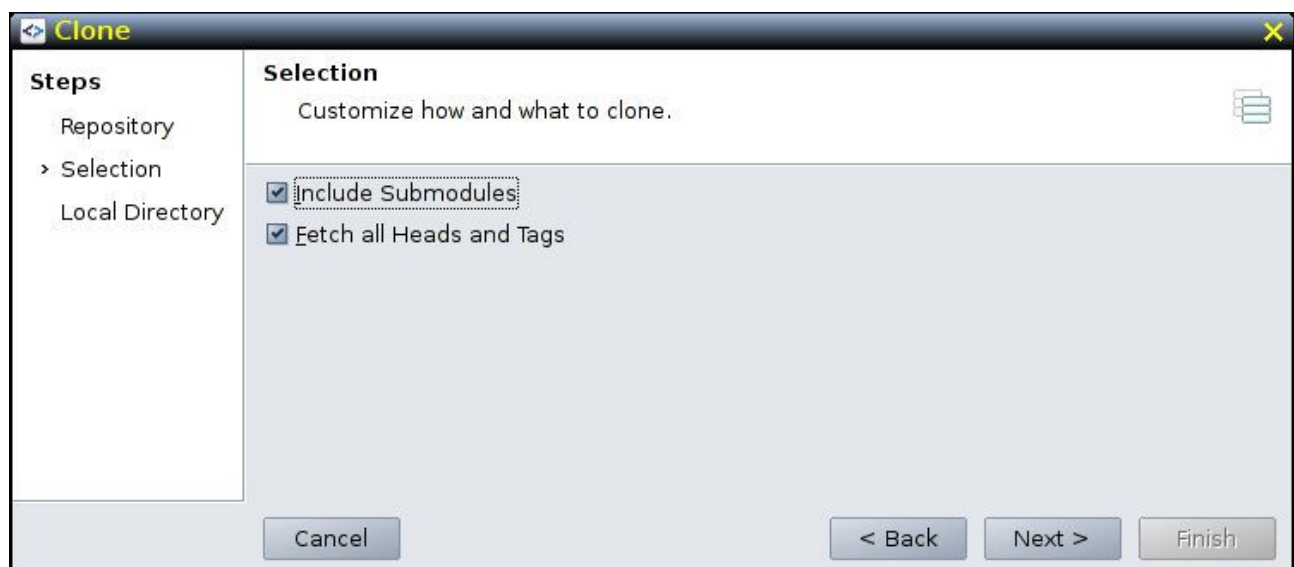 Clone
Steps
Repository
> Selection
Local Directory
Selection
Customize how and what to clone.
Include Submodules
Fetch all Heads and Tags
Cancel
< Back
Next >
Finish